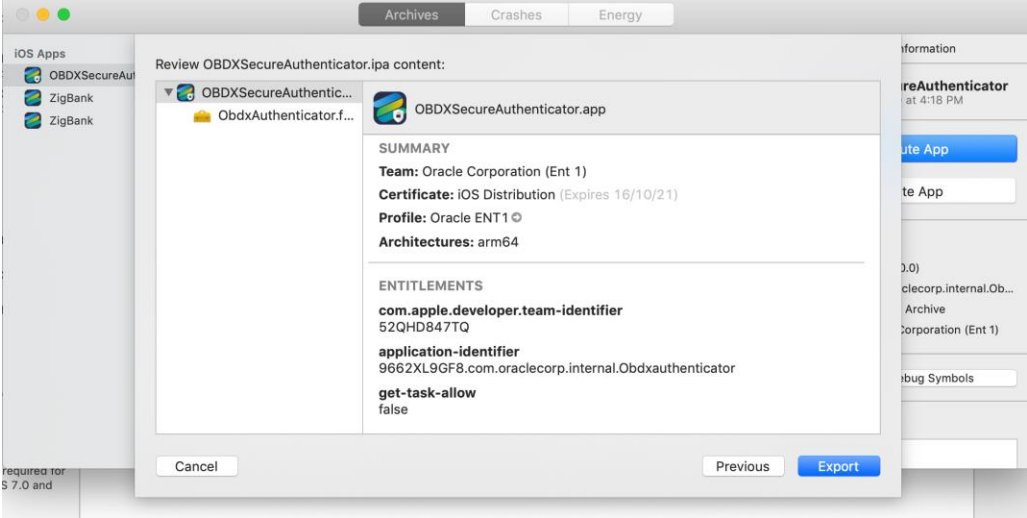 Archives
Crashes
Energy
iOS Apps
OBDXSecureAut
ZigBank
ZigBank
Review OBDXSecureAuthenticator.ipa content:
OBDXSecureAuthentic...
ObdxAuthenticator.f...
OBDXSecureAuthenticator.app
SUMMARY
Team: Oracle Corporation (Ent 1)
Certificate: iOS Distribution (Expires 16/10/21)
Profile: Oracle ENT1
Architectures: arm64
ENTITLEMENTS
com.apple.developer.team-identifier
52QHD847TQ
application-identifier
9662XL9GF8.com.oraclecorp.internal.Obdxauthenticator
get-task-allow
false
Cancel
Previous
Export
nformation
ureAuthenticator
at 4:18 PM
ute App
te App
0.0)
clecorp.internal.Ob...
Archive
Corporation (Ent 1)
ebug Symbols
required for
S 7.0 and